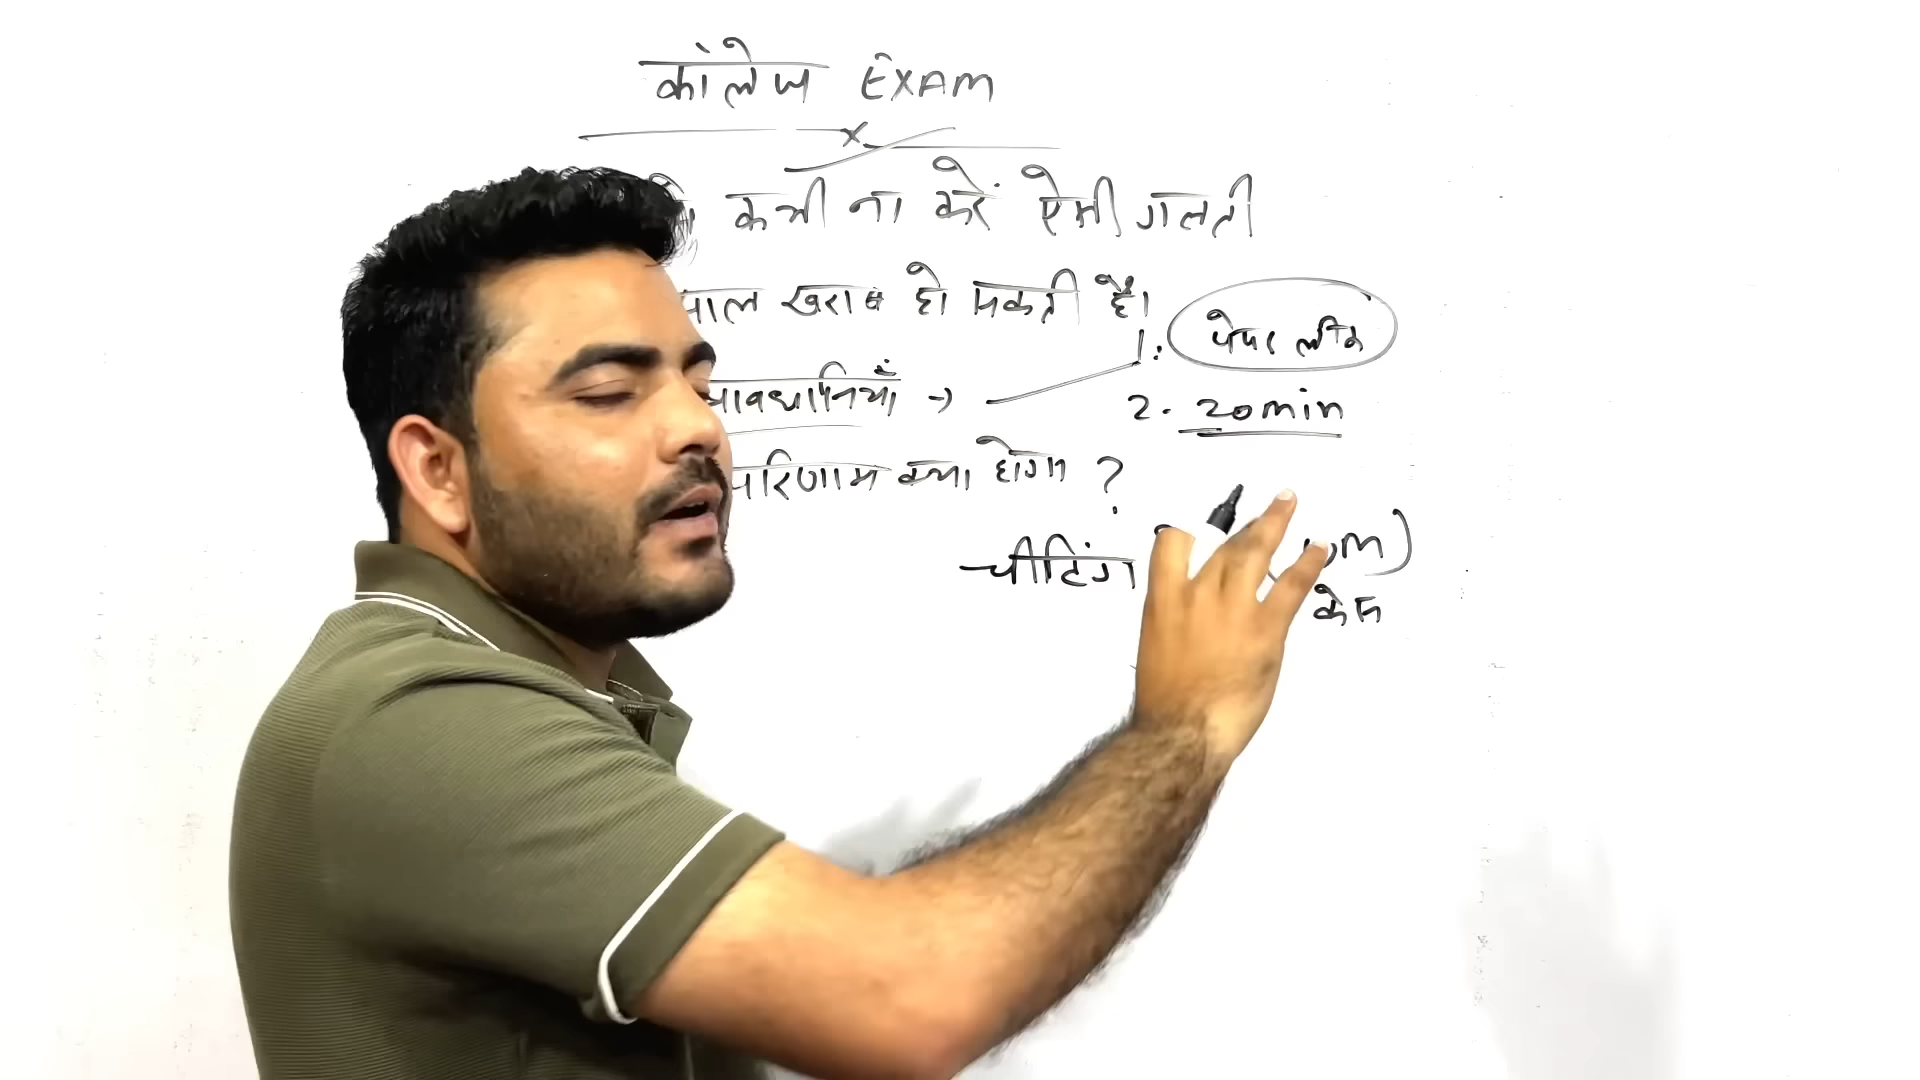 कॉलेज EXAM
कभी ना करें ऐसी गलती
साल खराब हो सकती है।
1. पेपर लीक
सावधानियाँ →
2. 20min
परिणाम क्या होगा ?
चीटिंग
केस